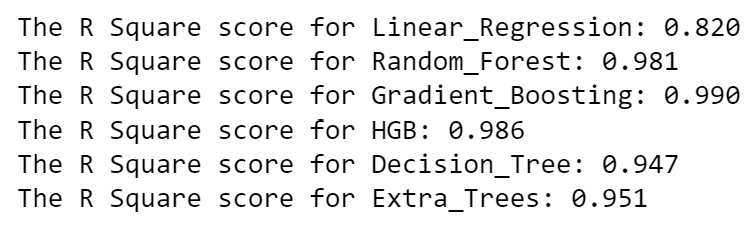 The R Square score for Linear_Regression: 0.820
The R Square score for Random_Forest: 0.981
The R Square score for Gradient_Boosting: 0.990
The R Square score for HGB: 0.986
The R Square score for Decision_Tree: 0.947
The R Square score for Extra_Trees: 0.951